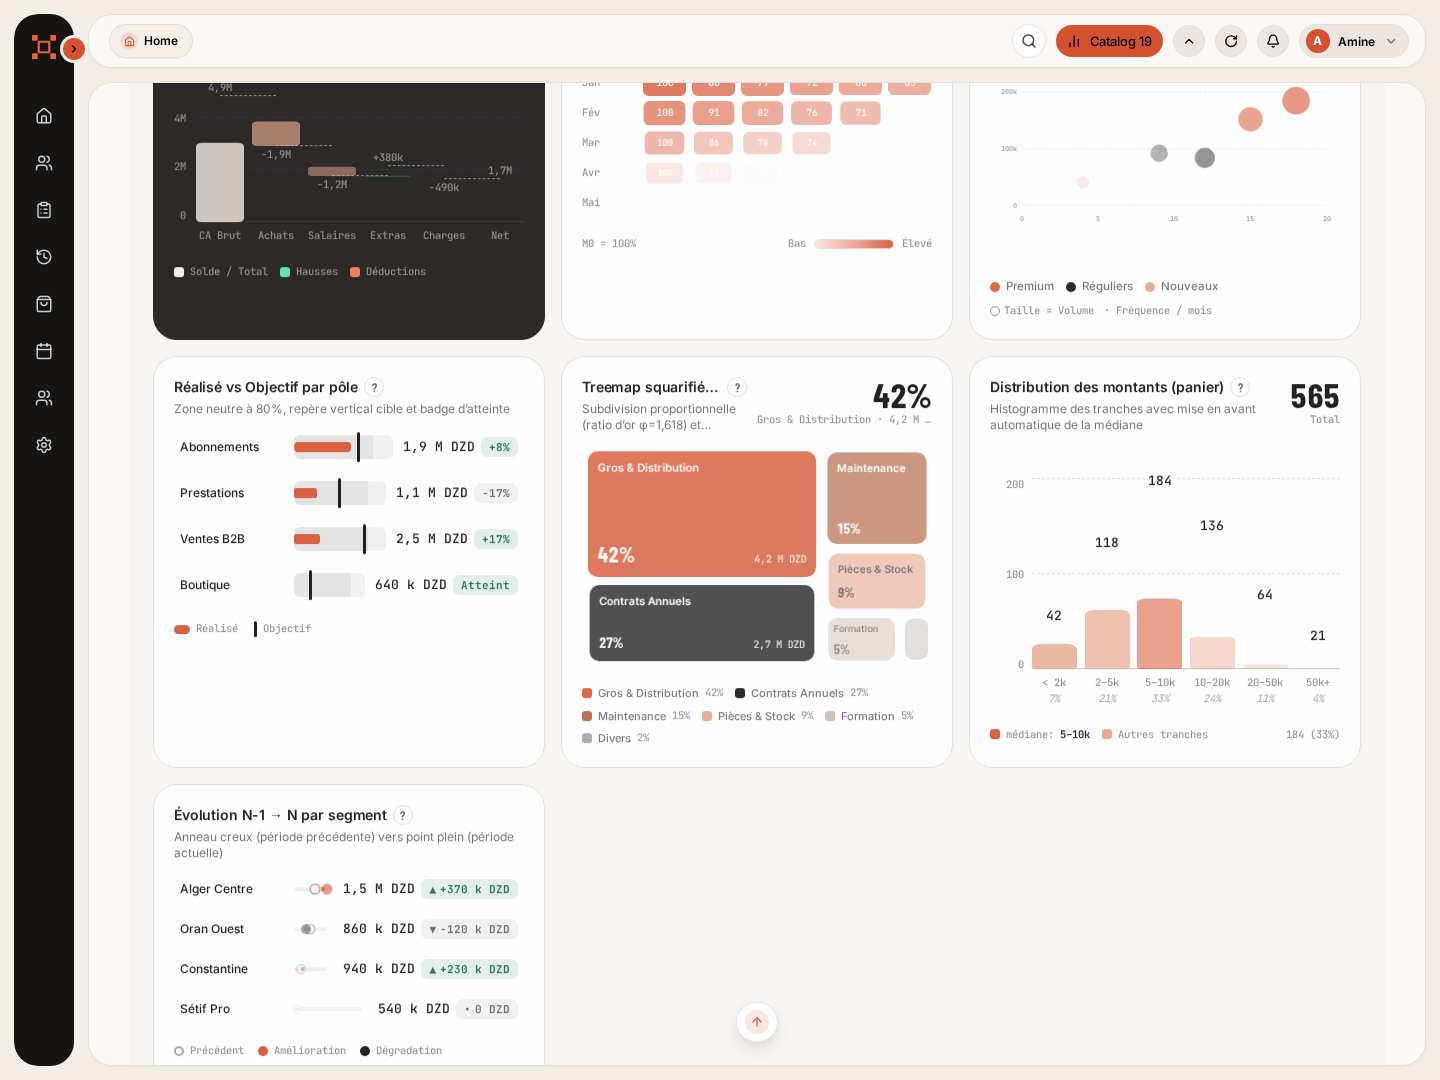 Home
Catalog 19
A
Amine
4,9M
4M
-1,9M
2M
-1,2M
+380k
-490k
1,7M
0
CA Brut Achats Salaires Extras Charges Net
Solde / Total Hausses Déductions
Fév 100 91 82 76 71
Mar 100 86 78 74
Avr 100
Mai
M0 = 100% Bas Élevé
200k
100k
0
0 5 10 15 20
Premium Réguliers Nouveaux
Taille = Volume · Fréquence / mois
Réalisé vs Objectif par pôle ?
Zone neutre à 80%, repère vertical cible et badge d’atteinte
Abonnements 1,9 M DZD +8%
Prestations 1,1 M DZD -17%
Ventes B2B 2,5 M DZD +17%
Boutique 640 k DZD Atteint
Réalisé Objectif
Treemap squarifié... ?
42%
Subdivision proportionnelle
(ratio d’or φ=1,618) et...
Gros & Distribution · 4,2 M …
Gros & Distribution
42%
4,2 M DZD
Maintenance
15%
Pièces & Stock
9%
Contrats Annuels
27%
2,7 M DZD
Formation
5%
Gros & Distribution 42% Contrats Annuels 27%
Maintenance 15% Pièces & Stock 9% Formation 5%
Divers 2%
Distribution des montants (panier) ?
565
Total
Histogramme des tranches avec mise en avant
automatique de la médiane
200
100
0
42
118
184
136
64
21
< 2k 2–5k 5–10k 10–20k 20–50k 50k+
7% 21% 33% 24% 11% 4%
médiane: 5–10k Autres tranches 184 (33%)
Évolution N-1 → N par segment ?
Anneau creux (période précédente) vers point plein (période
actuelle)
Alger Centre 1,5 M DZD ▲ +370 k DZD
Oran Ouest 860 k DZD ▼ -120 k DZD
Constantine 940 k DZD ▲ +230 k DZD
Sétif Pro 540 k DZD • 0 DZD
Précédent Amélioration Dégradation